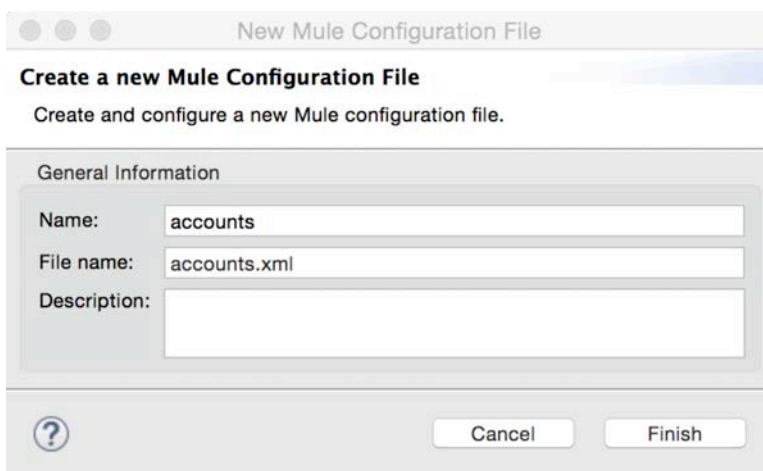 New Mule Configuration File
Create a new Mule Configuration File
Create and configure a new Mule configuration file.
General Information
Name: accounts
File name: accounts.xml
Description:
?
Cancel Finish